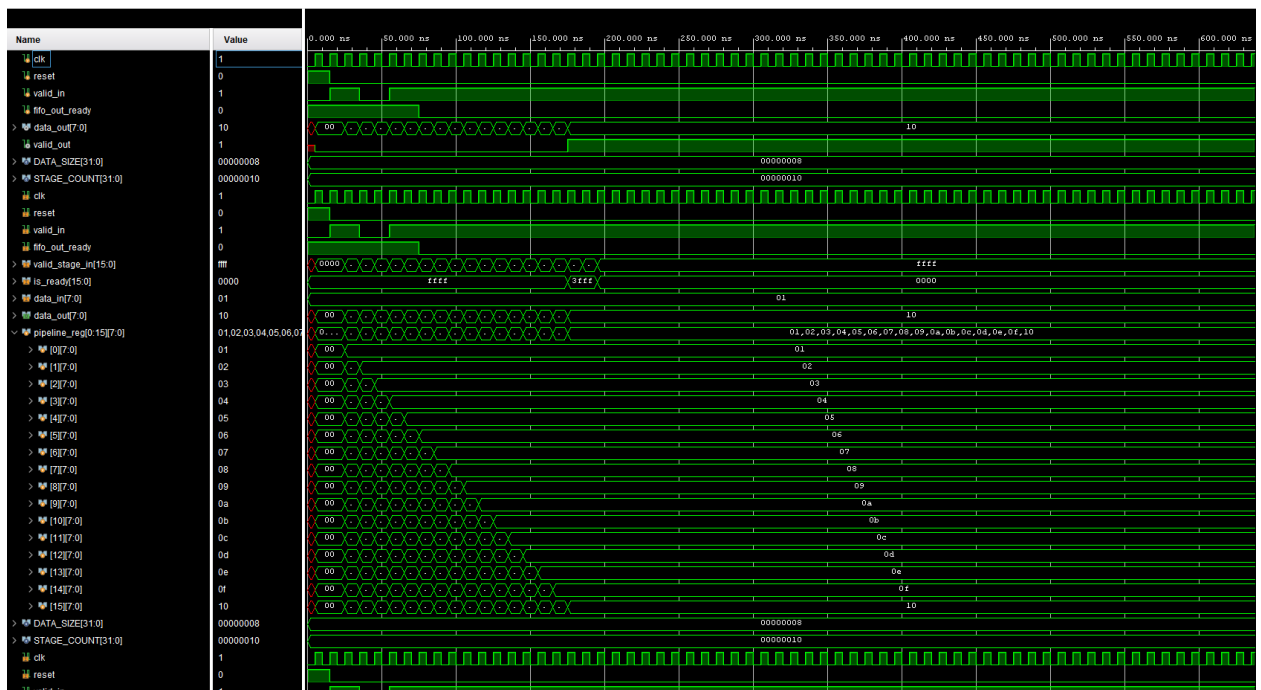 Name Value 0.000 ns 50.000 ns 100.000 ns 150.000 ns 200.000 ns 250.000 ns 300.000 ns 350.000 ns 400.000 ns 450.000 ns 500.000 ns 550.000 ns 600.000 ns
clk 1
reset 0
valid_in 1
fifo_out_ready 0
data_out[7:0] 10 00 10
valid_out 1
DATA_SIZE[31:0] 00000008 00000008
STAGE_COUNT[31:0] 00000010 00000010
clk 1
reset 0
valid_in 1
fifo_out_ready 0
valid_stage_in[15:0] ffff 0000 ffff
is_ready[15:0] 0000 ffff 3fff 0000
data_in[7:0] 01 01
data_out[7:0] 10 00 10
pipeline_reg[0:15][7:0] 01,02,03,04,05,06,07 0... 01,02,03,04,05,06,07,08,09,0a,0b,0c,0d,0e,0f,10
[0][7:0] 01 00 01
[1][7:0] 02 00 02
[2][7:0] 03 00 03
[3][7:0] 04 00 04
[4][7:0] 05 00 05
[5][7:0] 06 00 06
[6][7:0] 07 00 07
[7][7:0] 08 00 08
[8][7:0] 09 00 09
[9][7:0] 0a 00 0a
[10][7:0] 0b 00 0b
[11][7:0] 0c 00 0c
[12][7:0] 0d 00 0d
[13][7:0] 0e 00 0e
[14][7:0] 0f 00 0f
[15][7:0] 10 00 10
DATA_SIZE[31:0] 00000008 00000008
STAGE_COUNT[31:0] 00000010 00000010
clk 1
reset 0